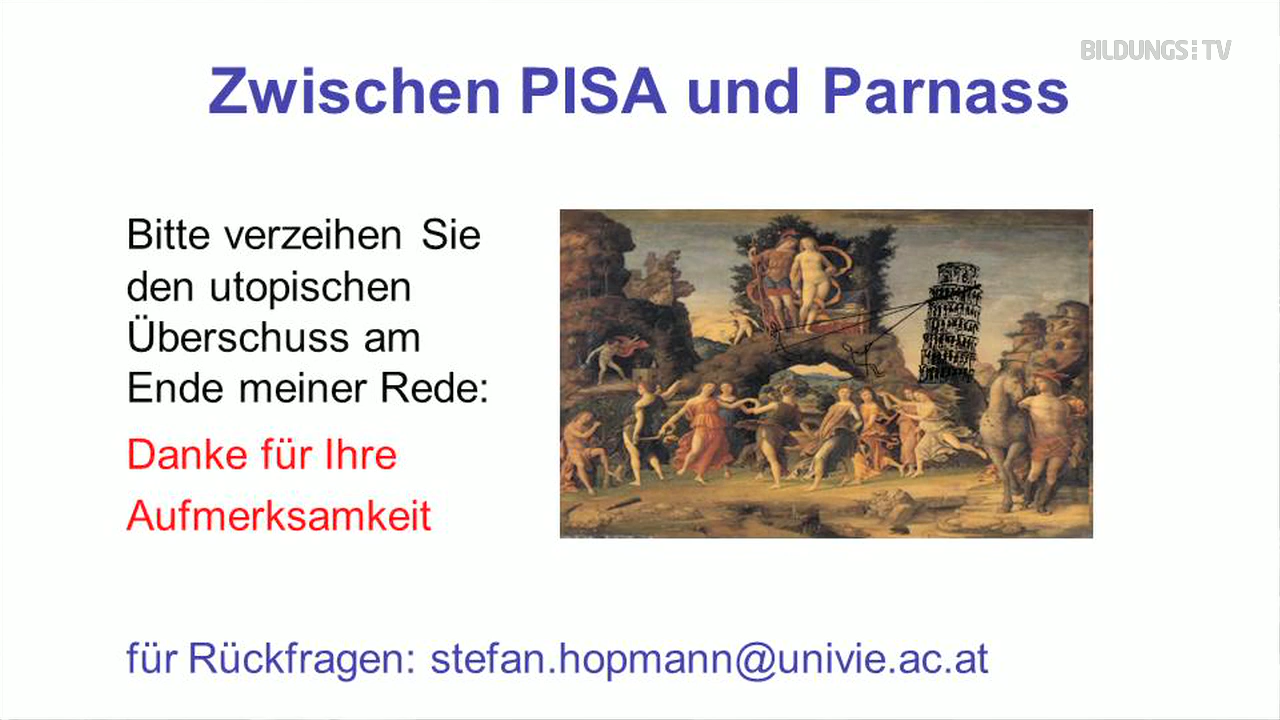 BILDUNGS:TV
Zwischen PISA und Parnass
Bitte verzeihen Sie
den utopischen
Überschuss am
Ende meiner Rede:
Danke für Ihre
Aufmerksamkeit
für Rückfragen: stefan.hopmann@univie.ac.at